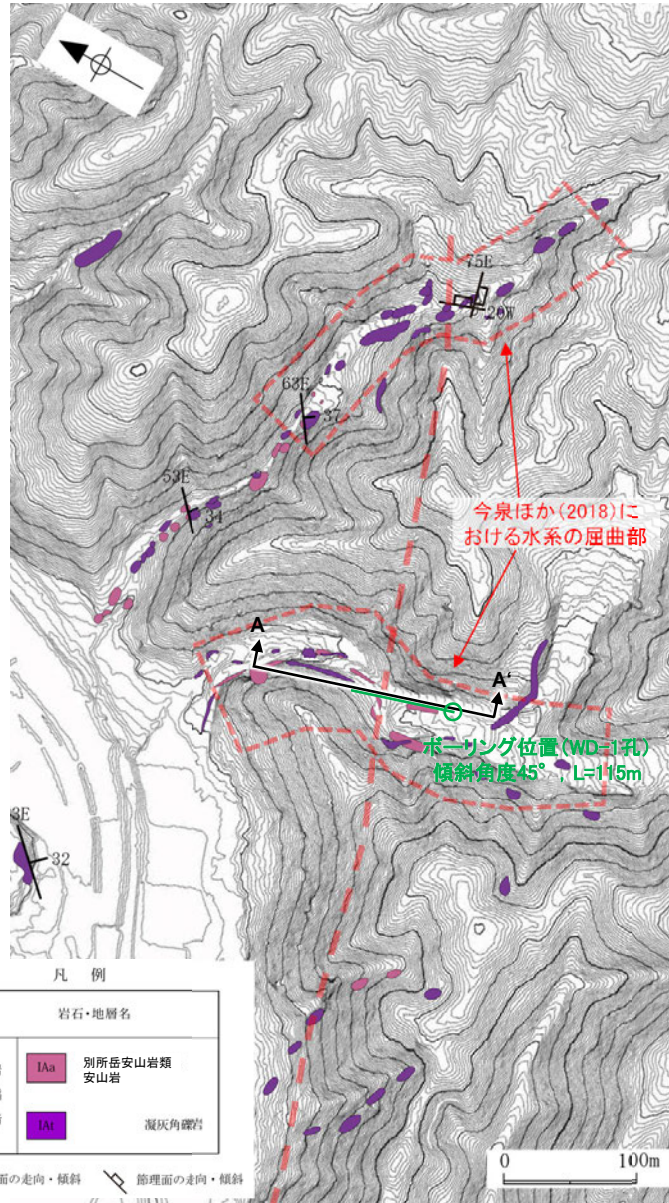 75E
20W
63E
37
53E
34
今泉ほか(2018)に
おける水系の屈曲部
A
A'
ボーリング位置(WD-1孔)
傾斜角度45°, L=115m
3E
32
凡 例
岩石・地層名
IAa
別所岳安山岩類
安山岩
IAt
凝灰角礫岩
面の走向・傾斜
節理面の走向・傾斜
0
100m